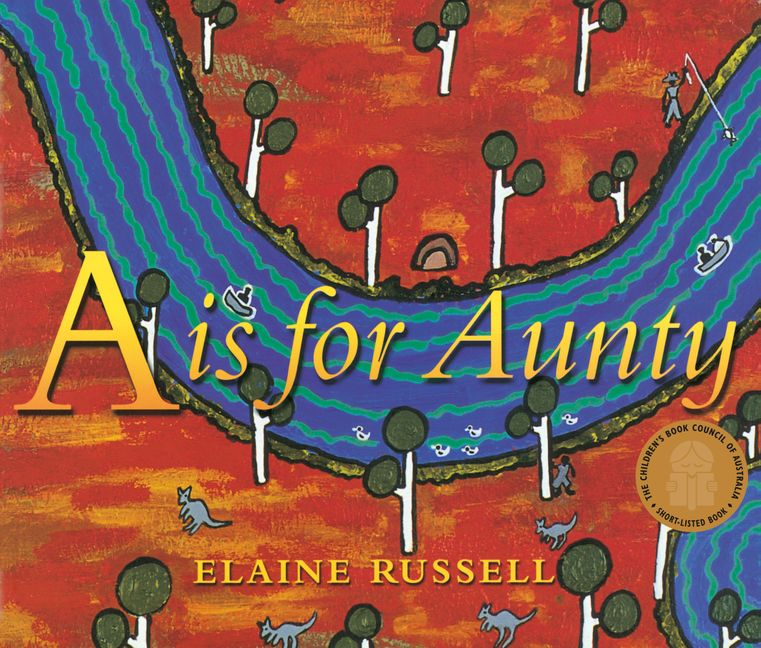 A is for Aunty
THE CHILDREN'S BOOK COUNCIL OF AUSTRALIA
SHORT-LISTED BOOK
ELAINE RUSSELL